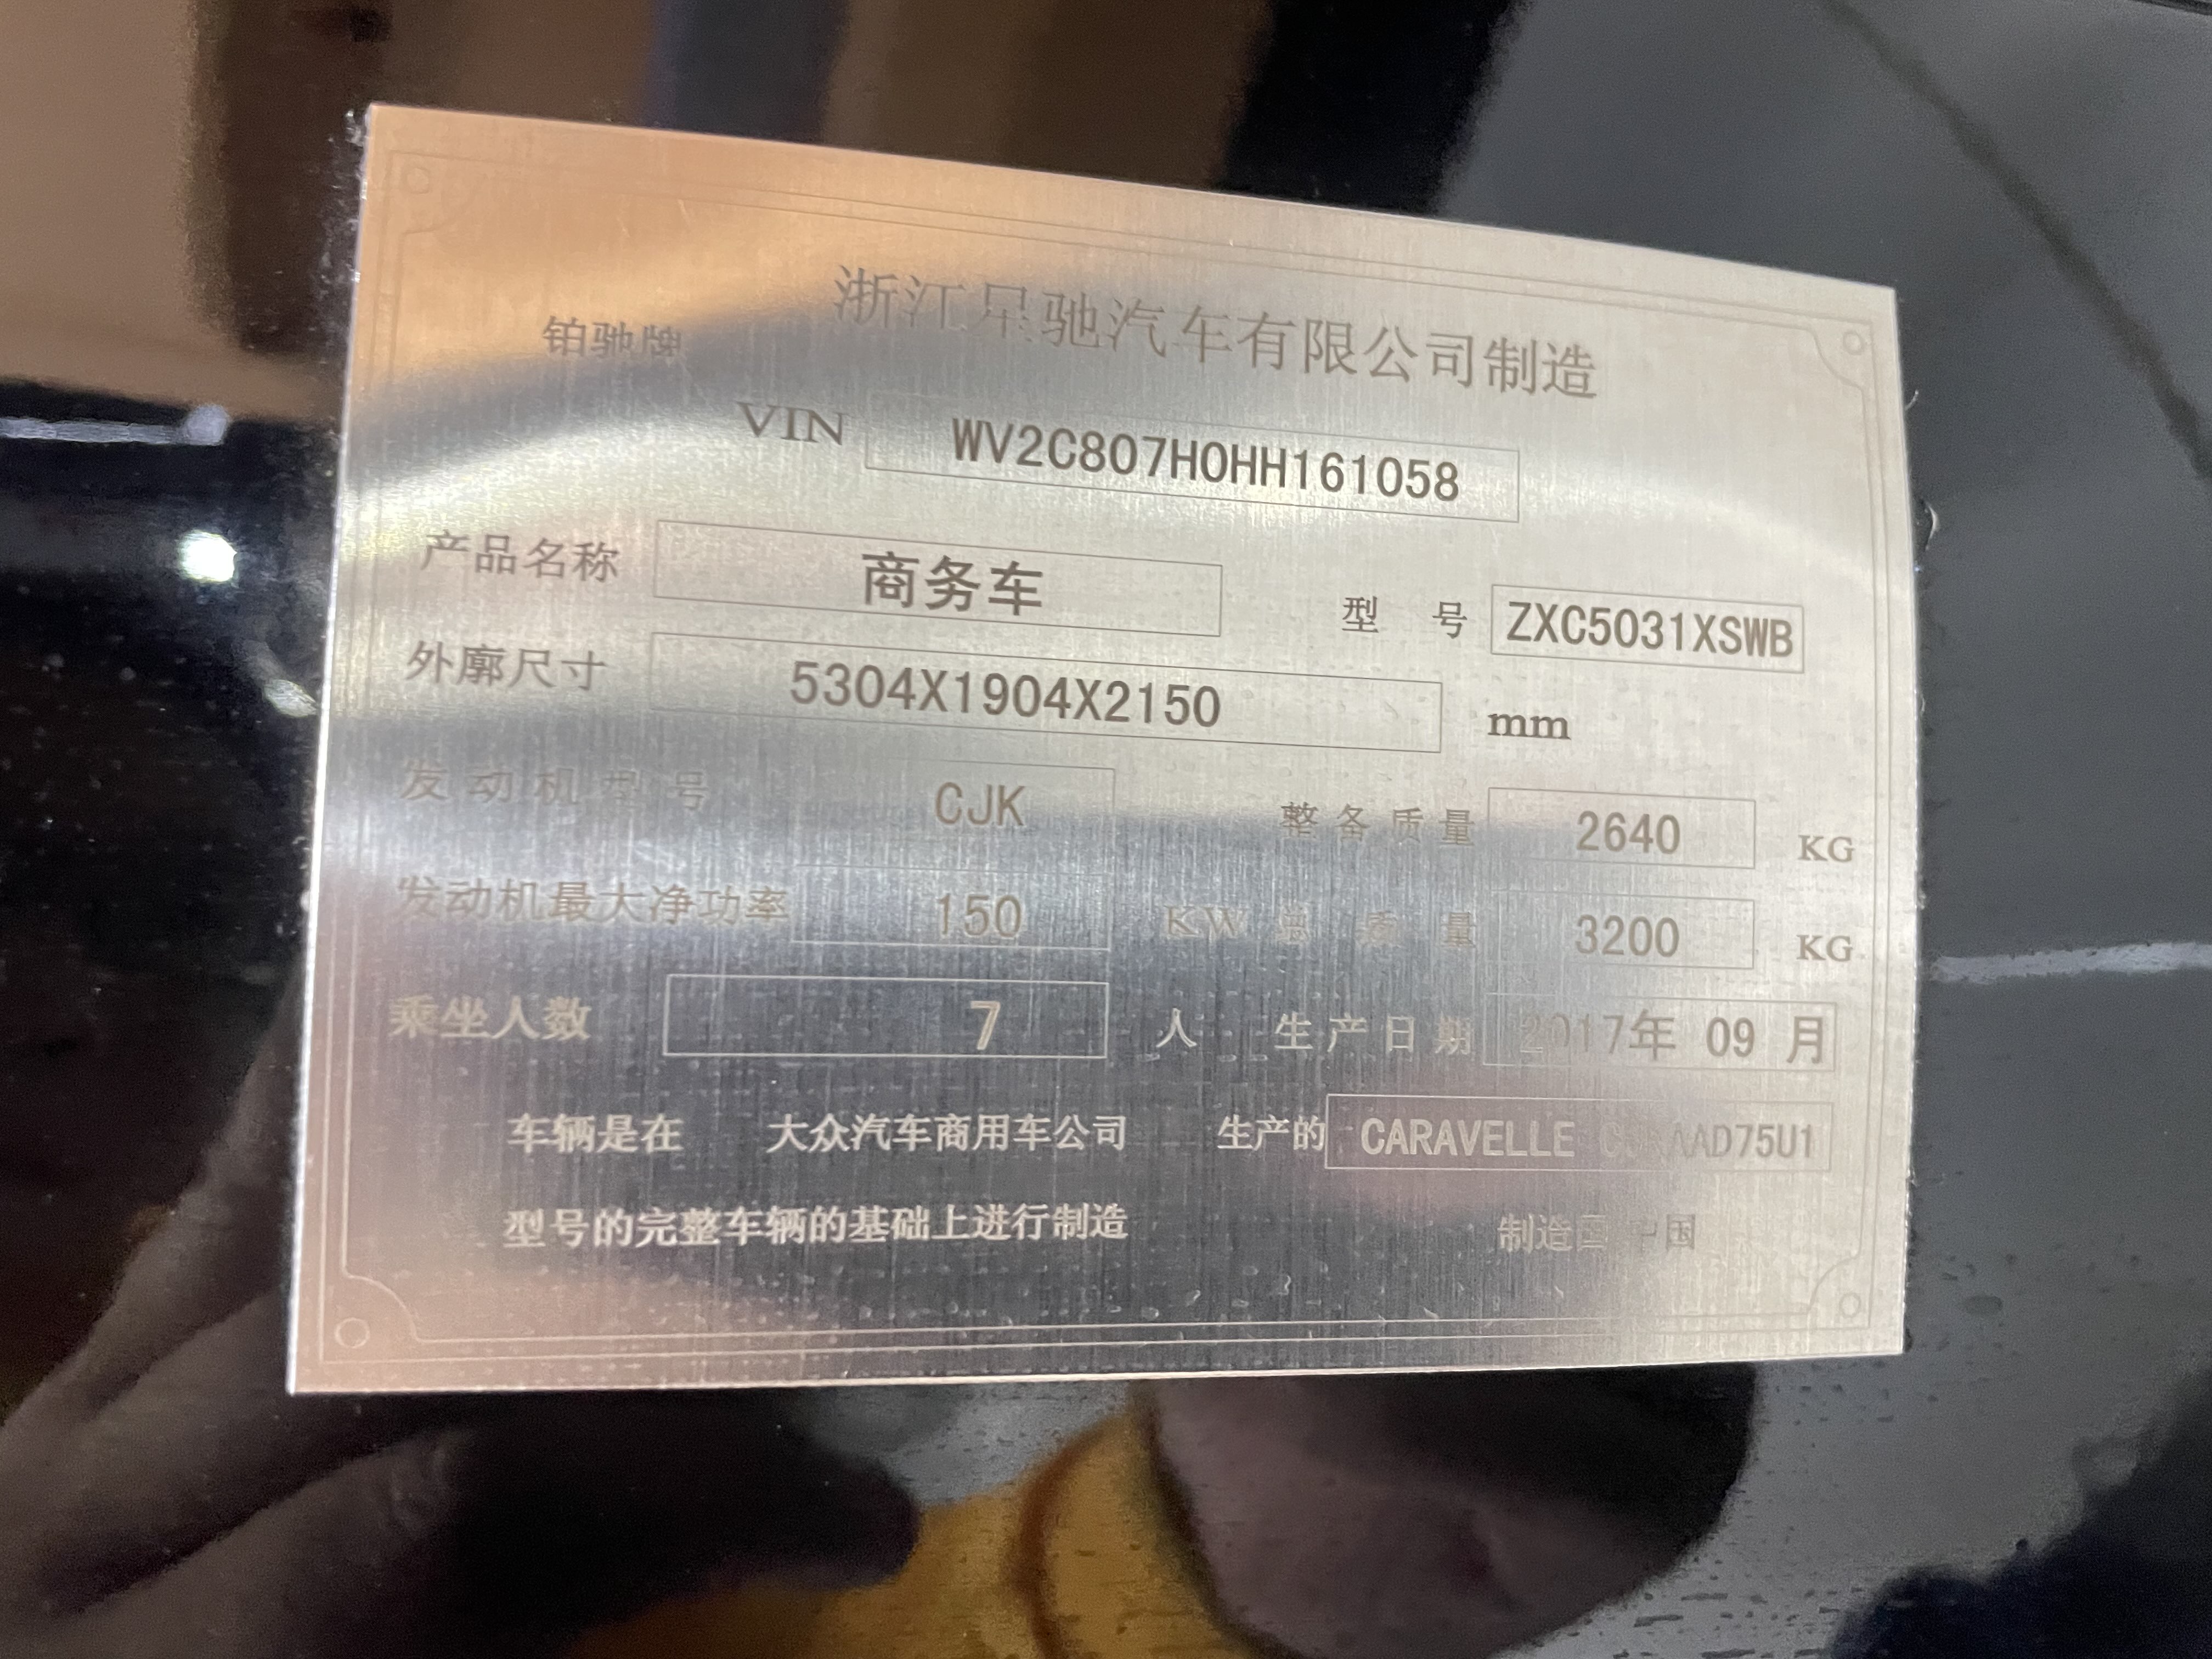 浙江星驰汽车有限公司制造
铂驰牌
VIN WV2C807H0HH161058
产品名称 商务车 型号 ZXC5031XSWB
外廓尺寸 5304X1904X2150 mm
发动机型号 CJK 整备质量 2640 KG
发动机最大净功率 150 KW 总质量 3200 KG
乘坐人数 7 人 生产日期 2017年 09 月
车辆是在 大众汽车商用车公司 生产的 CARAVELLE
型号的完整车辆的基础上进行制造 制造国 中国